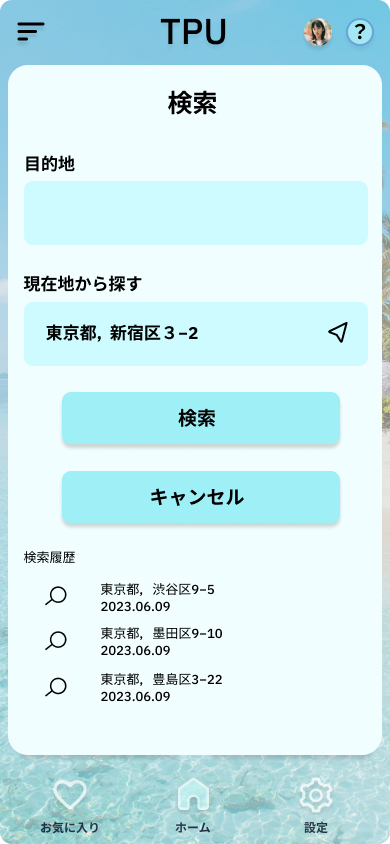 TPU
?
検索
目的地
現在地から探す
東京都, 新宿区３−2
検索
キャンセル
検索履歴
東京都, 渋谷区9−5
2023.06.09
東京都, 墨田区9−10
2023.06.09
東京都, 豊島区3−22
2023.06.09
お気に入り
ホーム
設定